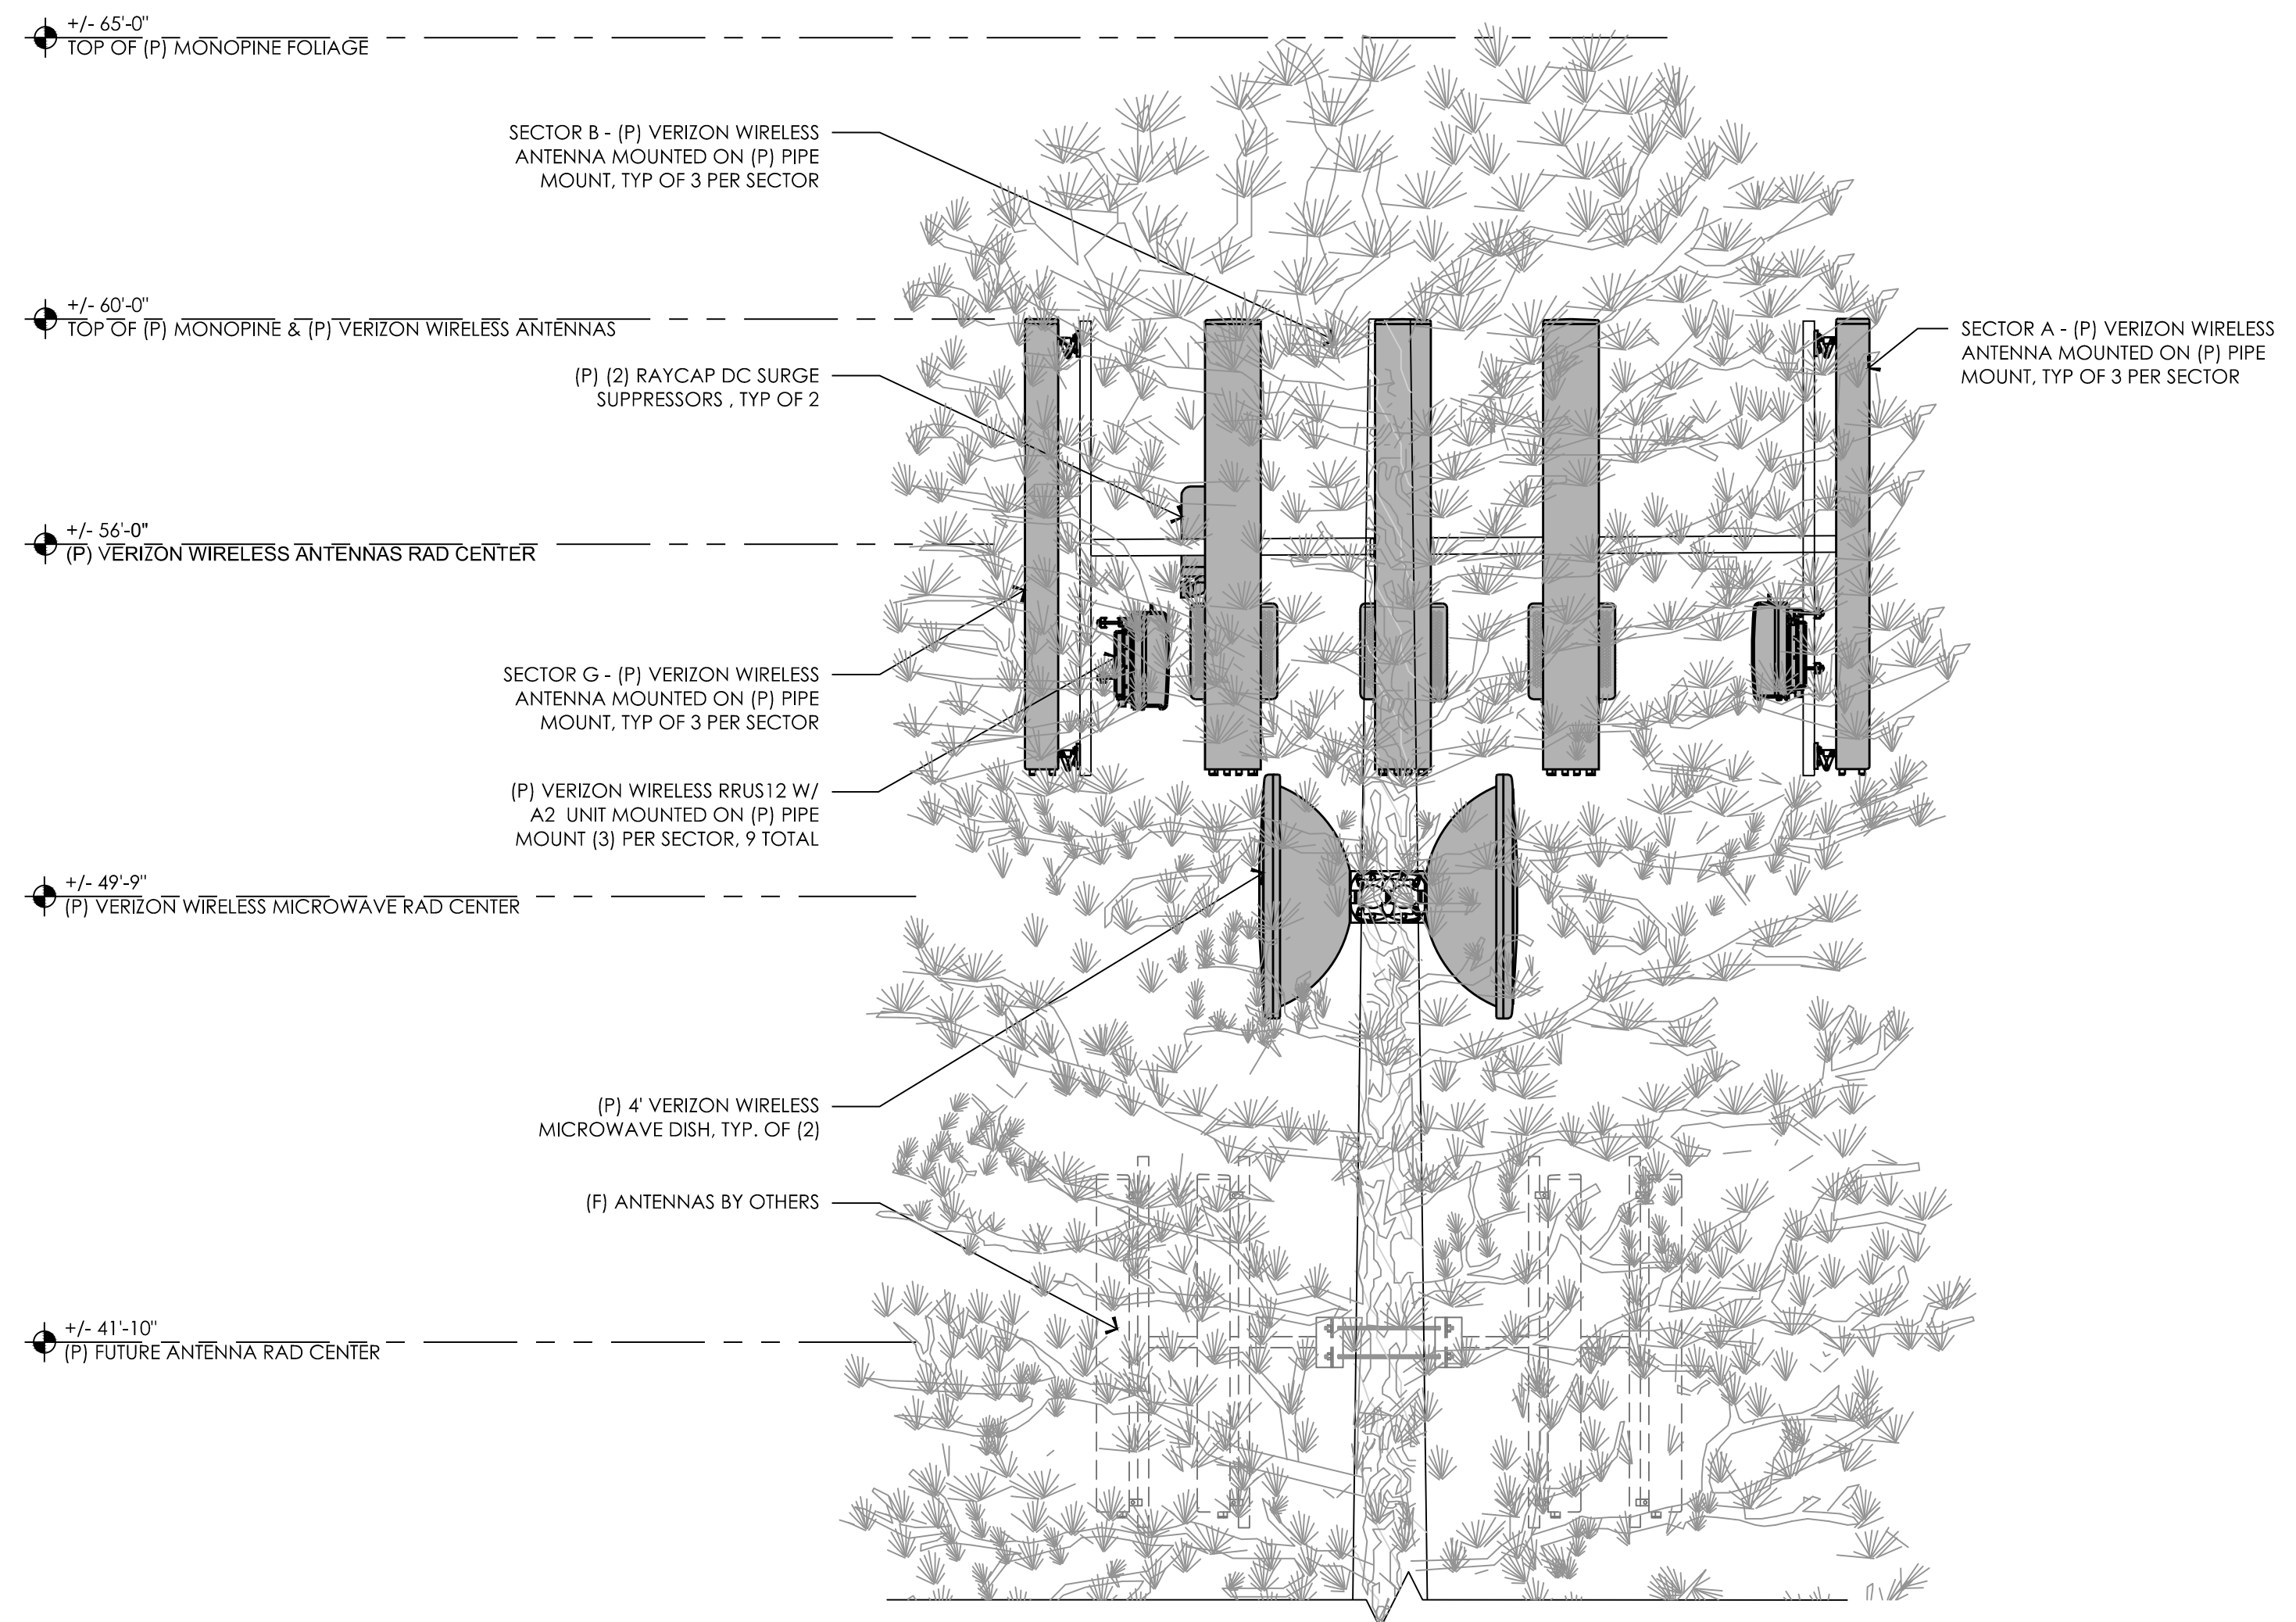 +/- 65'-0"
TOP OF (P) MONOPINE FOLIAGE
SECTOR B - (P) VERIZON WIRELESS
ANTENNA MOUNTED ON (P) PIPE
MOUNT, TYP OF 3 PER SECTOR
+/- 60'-0"
TOP OF (P) MONOPINE & (P) VERIZON WIRELESS ANTENNAS
SECTOR A - (P) VERIZON WIRELESS
ANTENNA MOUNTED ON (P) PIPE
MOUNT, TYP OF 3 PER SECTOR
(P) (2) RAYCAP DC SURGE
SUPPRESSORS , TYP OF 2
+/- 56'-0"
(P) VERIZON WIRELESS ANTENNAS RAD CENTER
SECTOR G - (P) VERIZON WIRELESS
ANTENNA MOUNTED ON (P) PIPE
MOUNT, TYP OF 3 PER SECTOR
(P) VERIZON WIRELESS RRUS12 W/
A2 UNIT MOUNTED ON (P) PIPE
MOUNT (3) PER SECTOR, 9 TOTAL
+/- 49'-9"
(P) VERIZON WIRELESS MICROWAVE RAD CENTER
(P) 4' VERIZON WIRELESS
MICROWAVE DISH, TYP. OF (2)
(F) ANTENNAS BY OTHERS
+/- 41'-10"
(P) FUTURE ANTENNA RAD CENTER